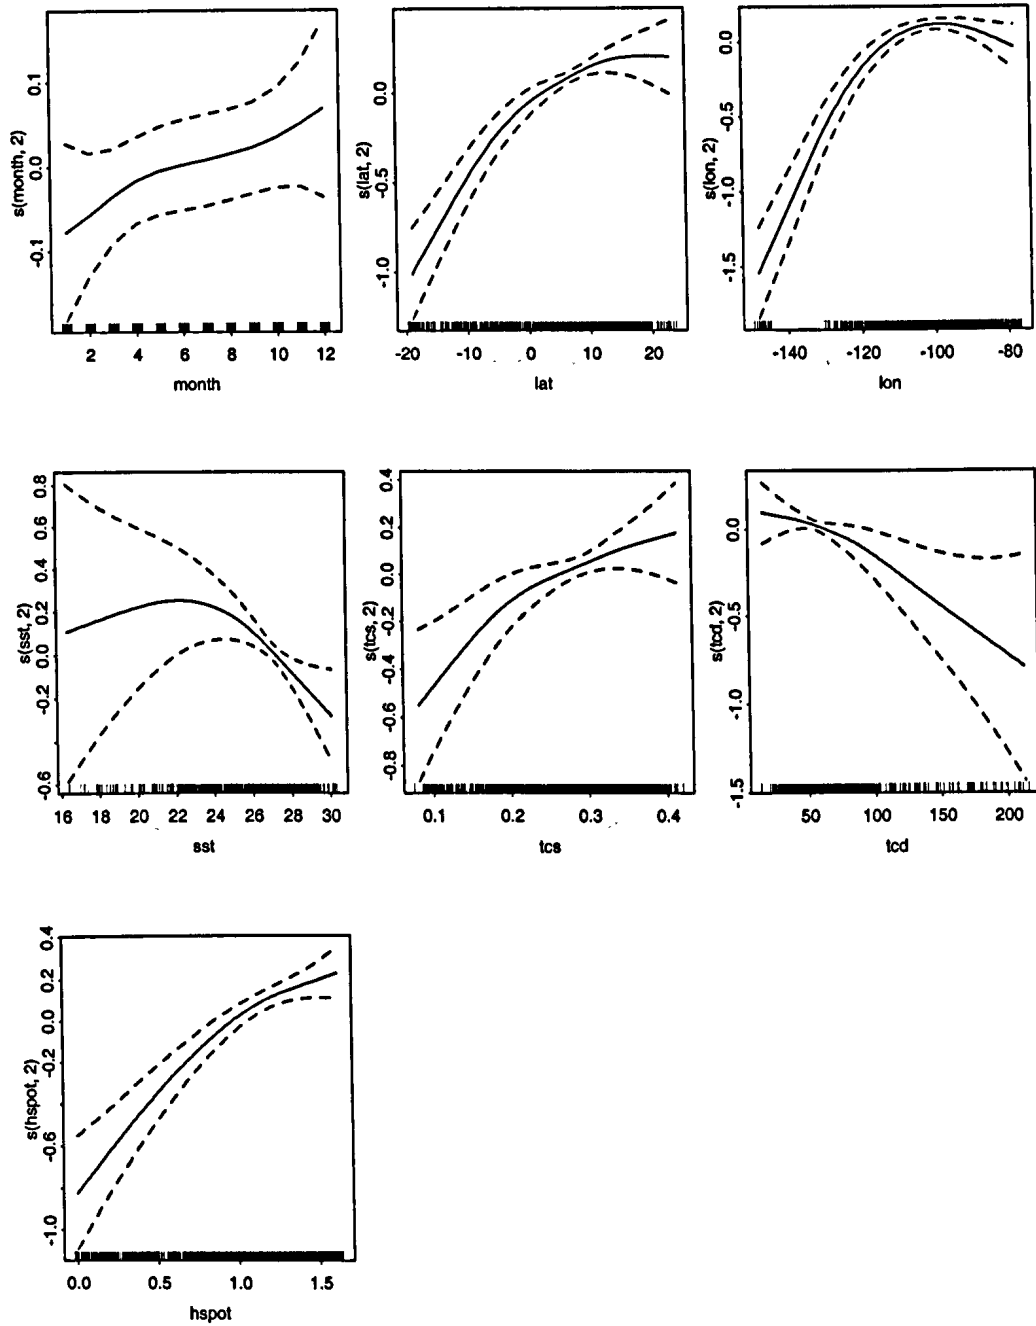 s(month, 2)
0.1
0.0
-0.1
2 4 6 8 10 12
month
s(lat, 2)
0.0
-0.5
-1.0
-20 -10 0 10 20
lat
s(lon, 2)
0.0
-0.5
-1.0
-1.5
-140 -120 -100 -80
lon
s(sst, 2)
0.8
0.6
0.4
0.2
0.0
-0.2
-0.6
16 18 20 22 24 26 28 30
sst
s(tcs, 2)
0.4
0.2
0.0
-0.2
-0.4
-0.6
-0.8
0.1 0.2 0.3 0.4
tcs
s(tcd, 2)
0.0
-0.5
-1.0
-1.5
50 100 150 200
tcd
s(hspot, 2)
0.4
0.2
0.0
-0.2
-0.6
-1.0
0.0 0.5 1.0 1.5
hspot